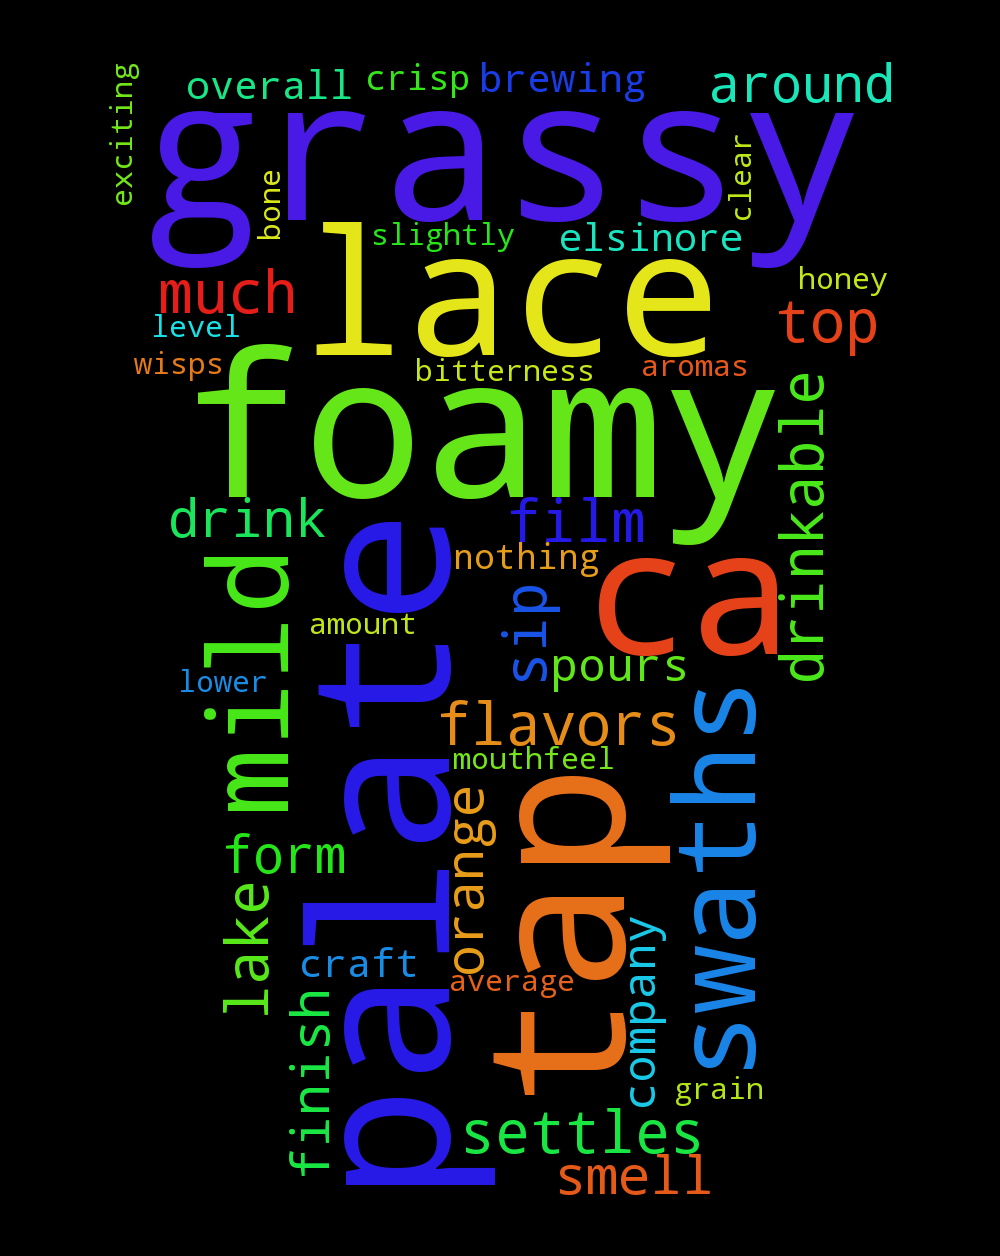 exciting
overall
crisp
brewing
around
grassy
bone
clear
slightly
elsinore
lace
much
honey
level
top
wisps
bitterness
aromas
foamy
drinkable
drink
film
palate
mild
nothing
ca
sip
amount
pours
lower
flavors
swaths
mouthfeel
tap
orange
form
lake
craft
company
average
finish
grain
settles
smell